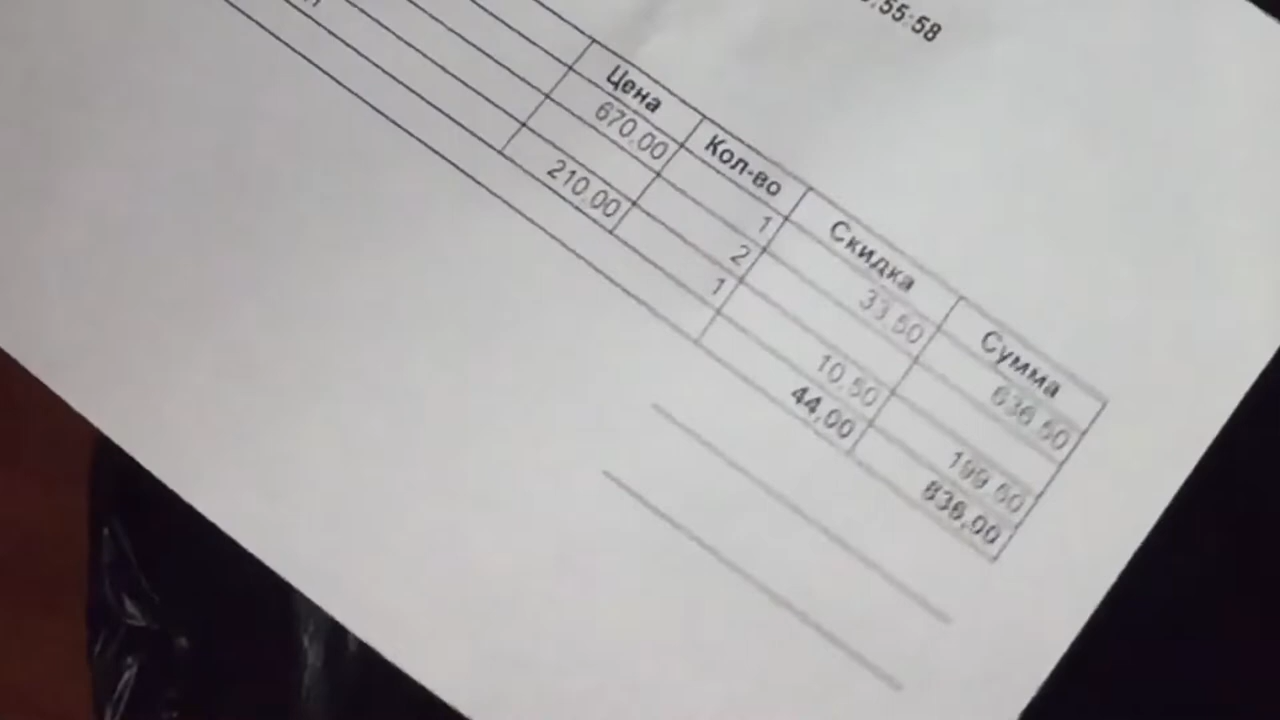 :55:58
Цена Кол-во Скидка Сумма
670,00 1 33,50 636,50
2
210,00 1 10,50 199,50
44,00 836,00